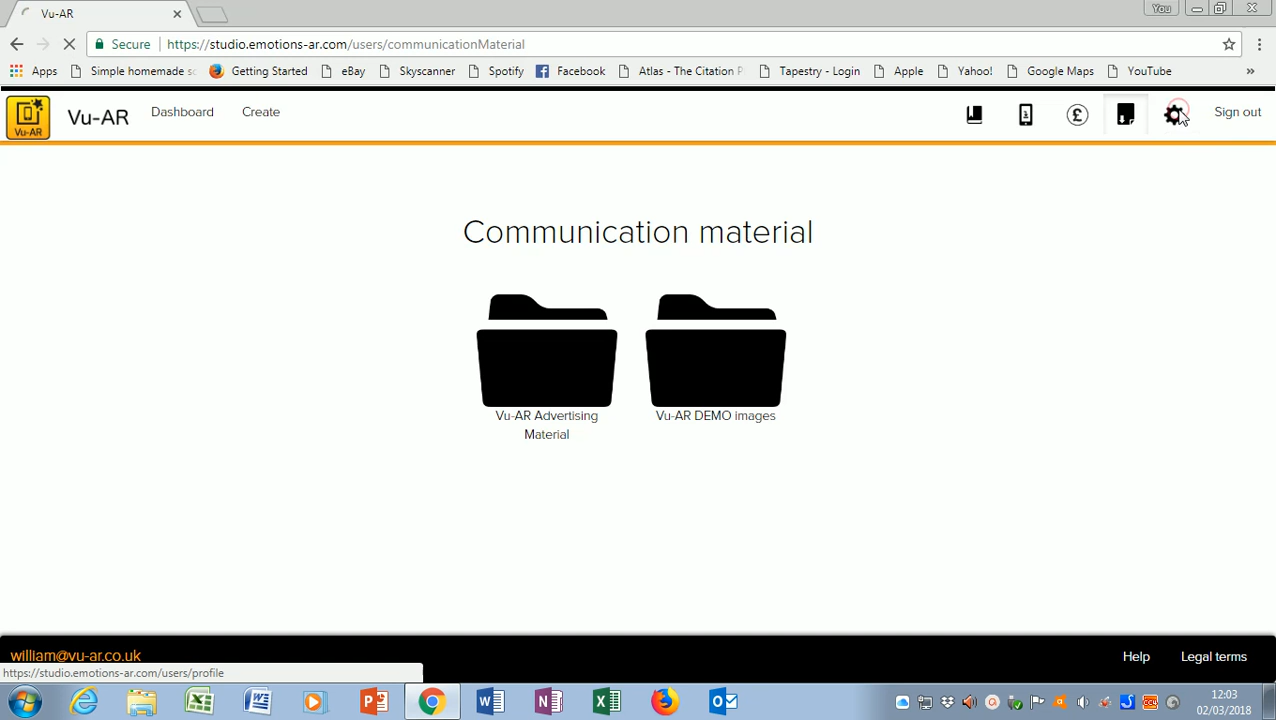 Vu-AR
You
Secure https://studio.emotions-ar.com/users/communicationMaterial
Apps Simple homemade Getting Started eBay Skyscanner Spotify Facebook Atlas - The Citation Tapestry - Login Apple Yahoo! Google Maps YouTube »
Vu-AR Vu-AR Dashboard Create £ Sign out
Communication material
Vu-AR Advertising
Material
Vu-AR DEMO images
william@vu-ar.co.uk Help Legal terms
https://studio.emotions-ar.com/users/profile
12:03
02/03/2018